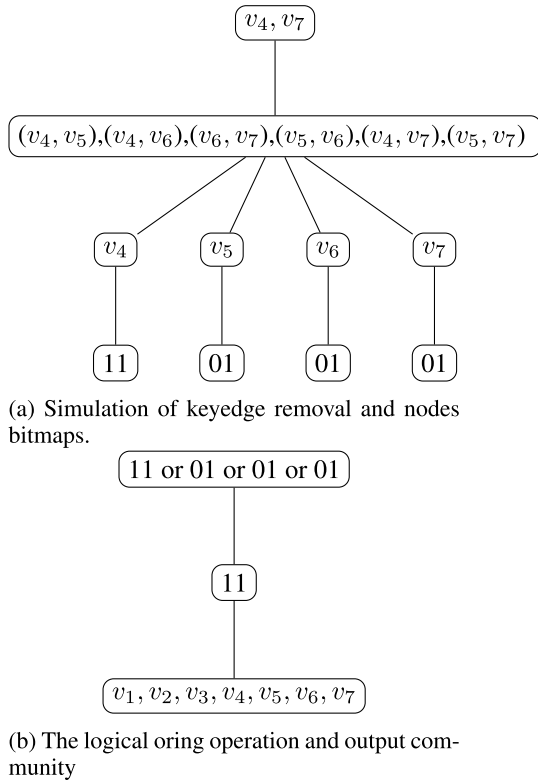 v₄, v₇
(v₄, v₅),(v₄, v₆),(v₆, v₇),(v₅, v₆),(v₄, v₇),(v₅, v₇)
v₄ v₅ v₆ v₇
11 01 01 01
(a) Simulation of keyedge removal and nodes
bitmaps.
11 or 01 or 01 or 01
11
v₁, v₂, v₃, v₄, v₅, v₆, v₇
(b) The logical oring operation and output com-
munity